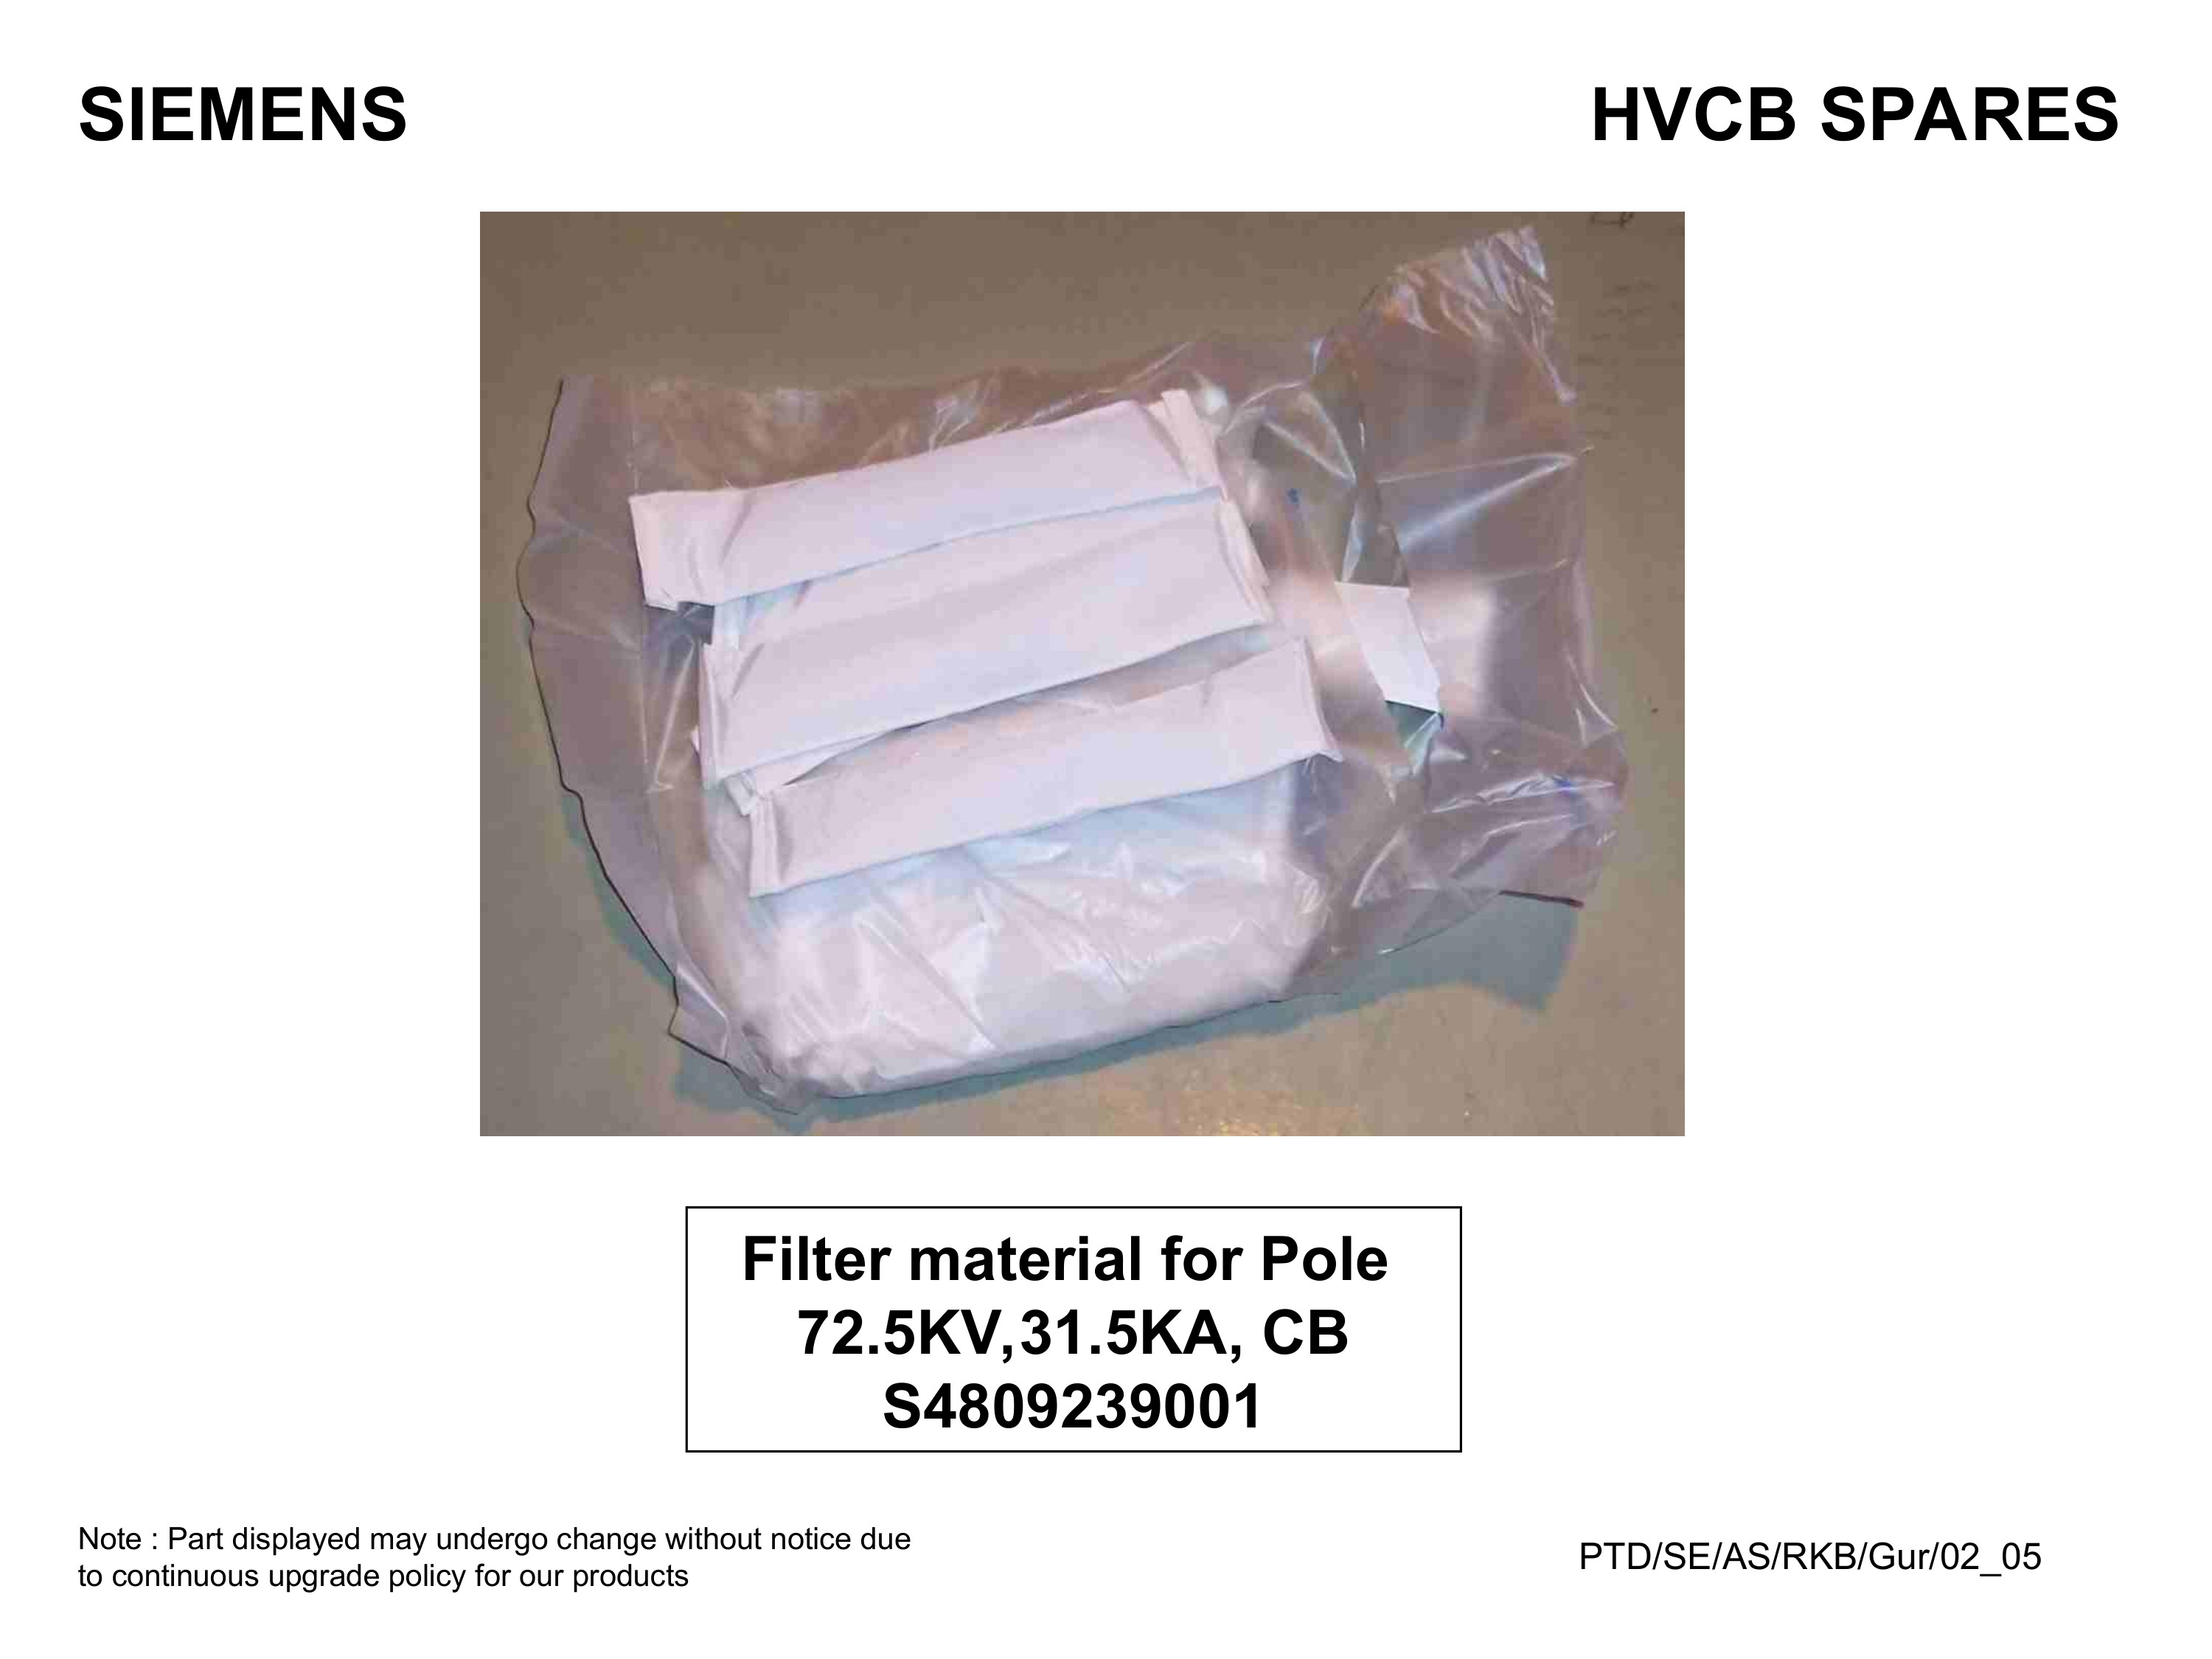 SIEMENS
HVCB SPARES
Filter material for Pole
72.5KV,31.5KA, CB
S4809239001
Note : Part displayed may undergo change without notice due
to continuous upgrade policy for our products
PTD/SE/AS/RKB/Gur/02_05